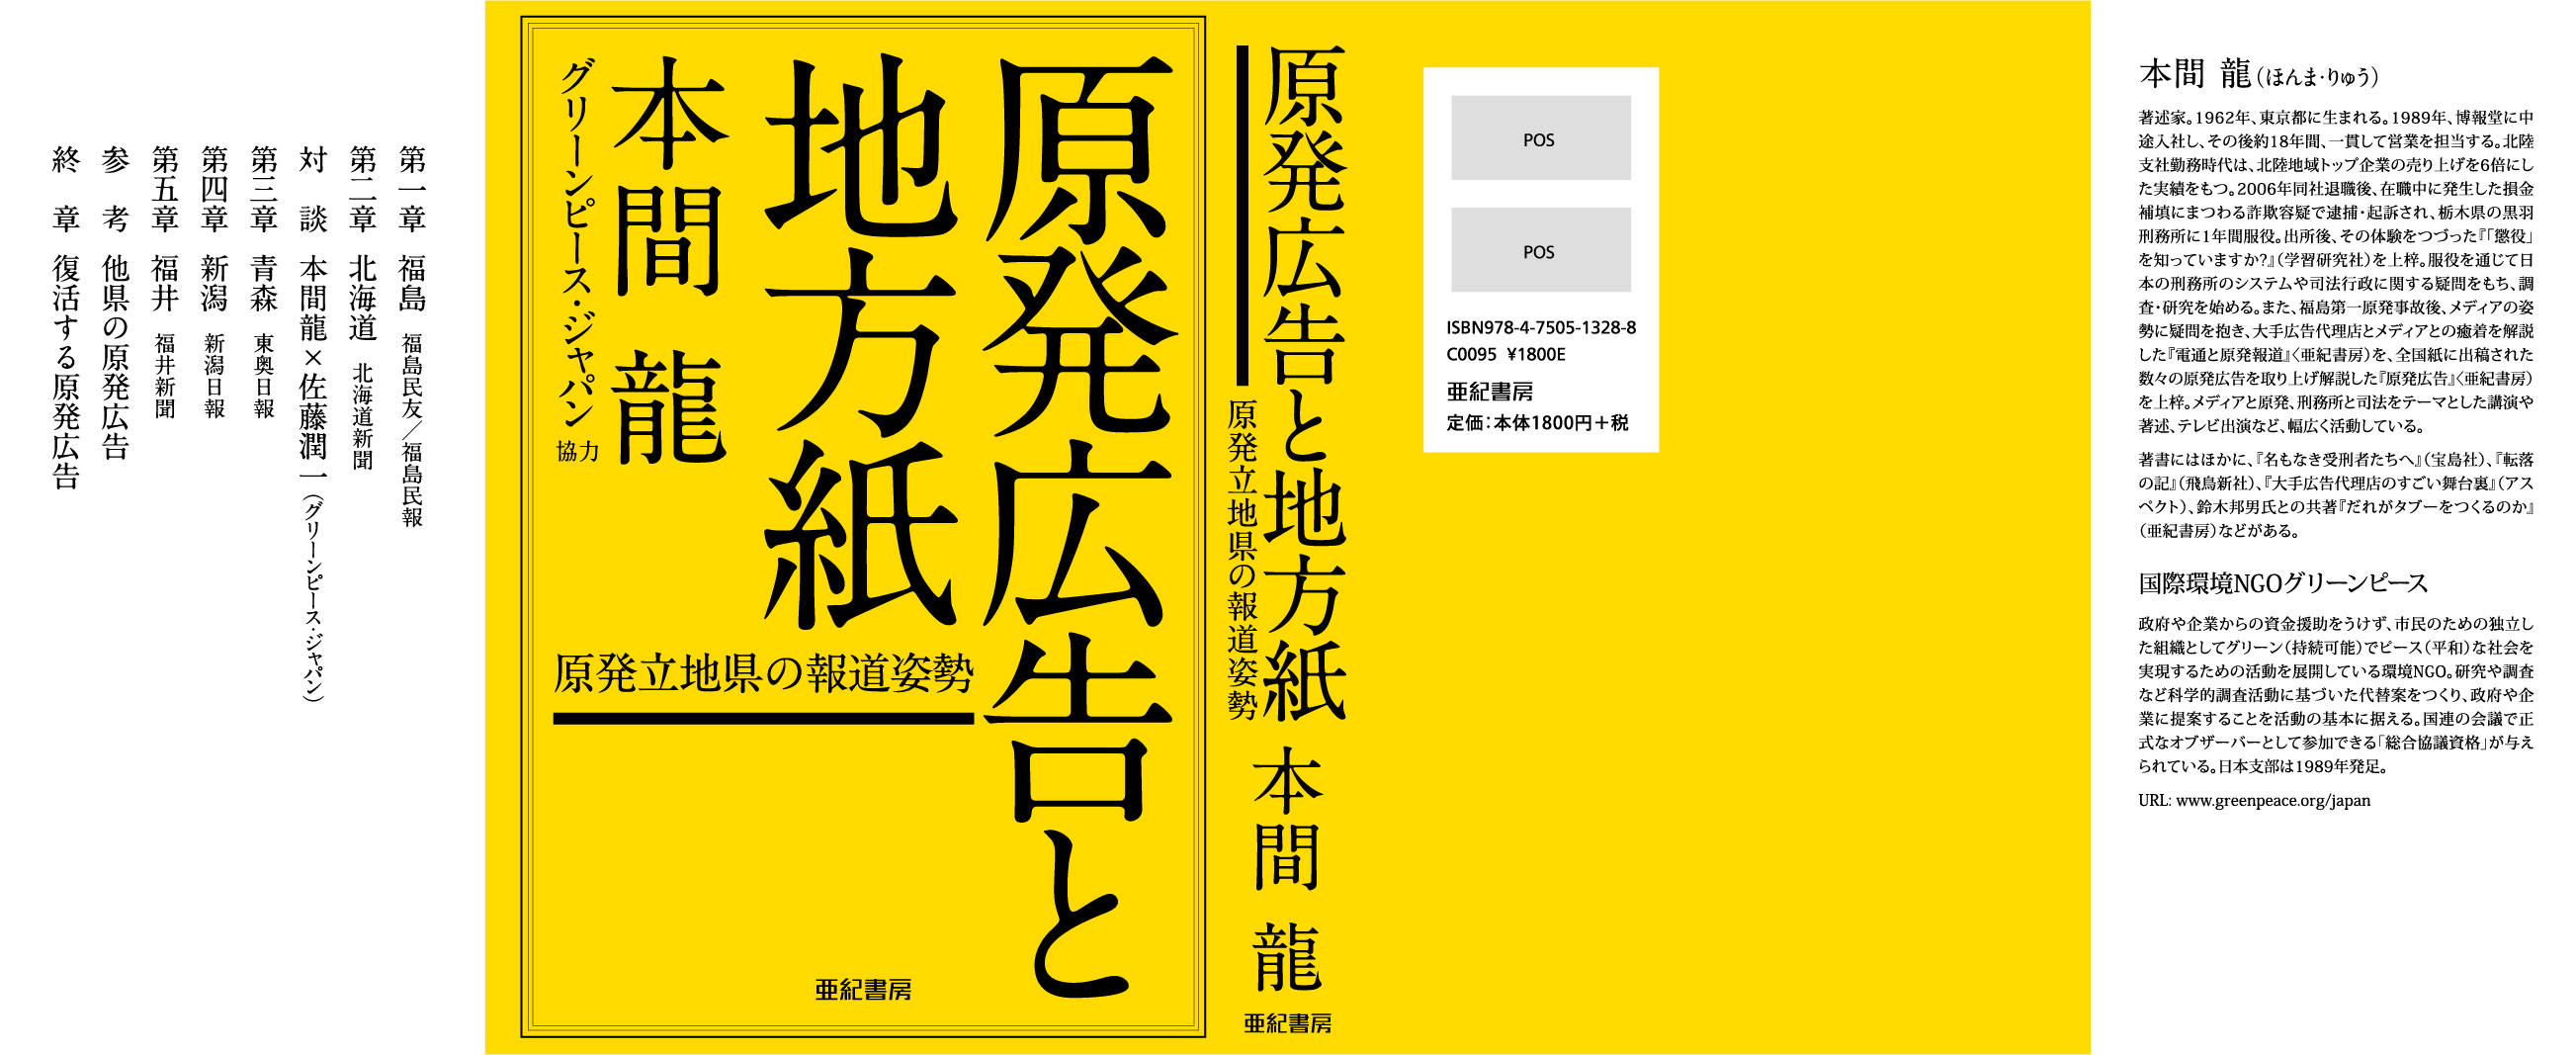 第一章 福島 福島民友／福島民報
第二章 北海道 北海道新聞
対 談 本間龍×佐藤潤一（グリーンピース・ジャパン）
第三章 青森 東奥日報
第四章 新潟 新潟日報
第五章 福井 福井新聞
参 考 他県の原発広告
終 章 復活する原発広告
原発広告と
地方紙
原発立地県の報道姿勢
本間 龍
グリーンピース・ジャパン 協力
亜紀書房
原発広告と地方紙
原発立地県の報道姿勢
本間 龍
亜紀書房
POS
POS
ISBN978-4-7505-1328-8
C0095 ¥1800E
亜紀書房
定価：本体1800円＋税
本間 龍（ほんま・りゅう）
著述家。1962年、東京都に生まれる。1989年、博報堂に中
途入社し、その後約18年間、一貫して営業を担当する。北陸
支社勤務時代は、北陸地域トップ企業の売り上げを6倍にし
た実績をもつ。2006年同社退職後、在職中に発生した損金
補填にまつわる詐欺容疑で逮捕・起訴され、栃木県の黒羽
刑務所に1年間服役。出所後、その体験をつづった『「懲役」
を知っていますか?』（学習研究社）を上梓。服役を通じて日
本の刑務所のシステムや司法行政に関する疑問をもち、調
査・研究を始める。また、福島第一原発事故後、メディアの姿
勢に疑問を抱き、大手広告代理店とメディアとの癒着を解説
した『電通と原発報道』〈亜紀書房）を、全国紙に出稿された
数々の原発広告を取り上げ解説した『原発広告』〈亜紀書房）
を上梓。メディアと原発、刑務所と司法をテーマとした講演や
著述、テレビ出演など、幅広く活動している。
著書にはほかに、『名もなき受刑者たちへ』（宝島社）、『転落
の記』（飛鳥新社）、『大手広告代理店のすごい舞台裏』（アス
ペクト）、鈴木邦男氏との共著『だれがタブーをつくるのか』
（亜紀書房）などがある。
国際環境NGOグリーンピース
政府や企業からの資金援助をうけず、市民のための独立し
た組織としてグリーン（持続可能）でピース（平和）な社会を
実現するための活動を展開している環境NGO。研究や調査
など科学的調査活動に基づいた代替案をつくり、政府や企
業に提案することを活動の基本に据える。国連の会議で正
式なオブザーバーとして参加できる「総合協議資格」が与え
られている。日本支部は1989年発足。
URL: www.greenpeace.org/japan